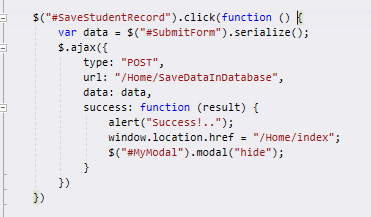 $("#SaveStudentRecord").click(function () {
    var data = $("#SubmitForm").serialize();
    $.ajax({
        type: "POST",
        url: "/Home/SaveDataInDatabase",
        data: data,
        success: function (result) {
            alert("Success!..");
            window.location.href = "/Home/index";
            $("#MyModal").modal("hide");
        }
    })
})